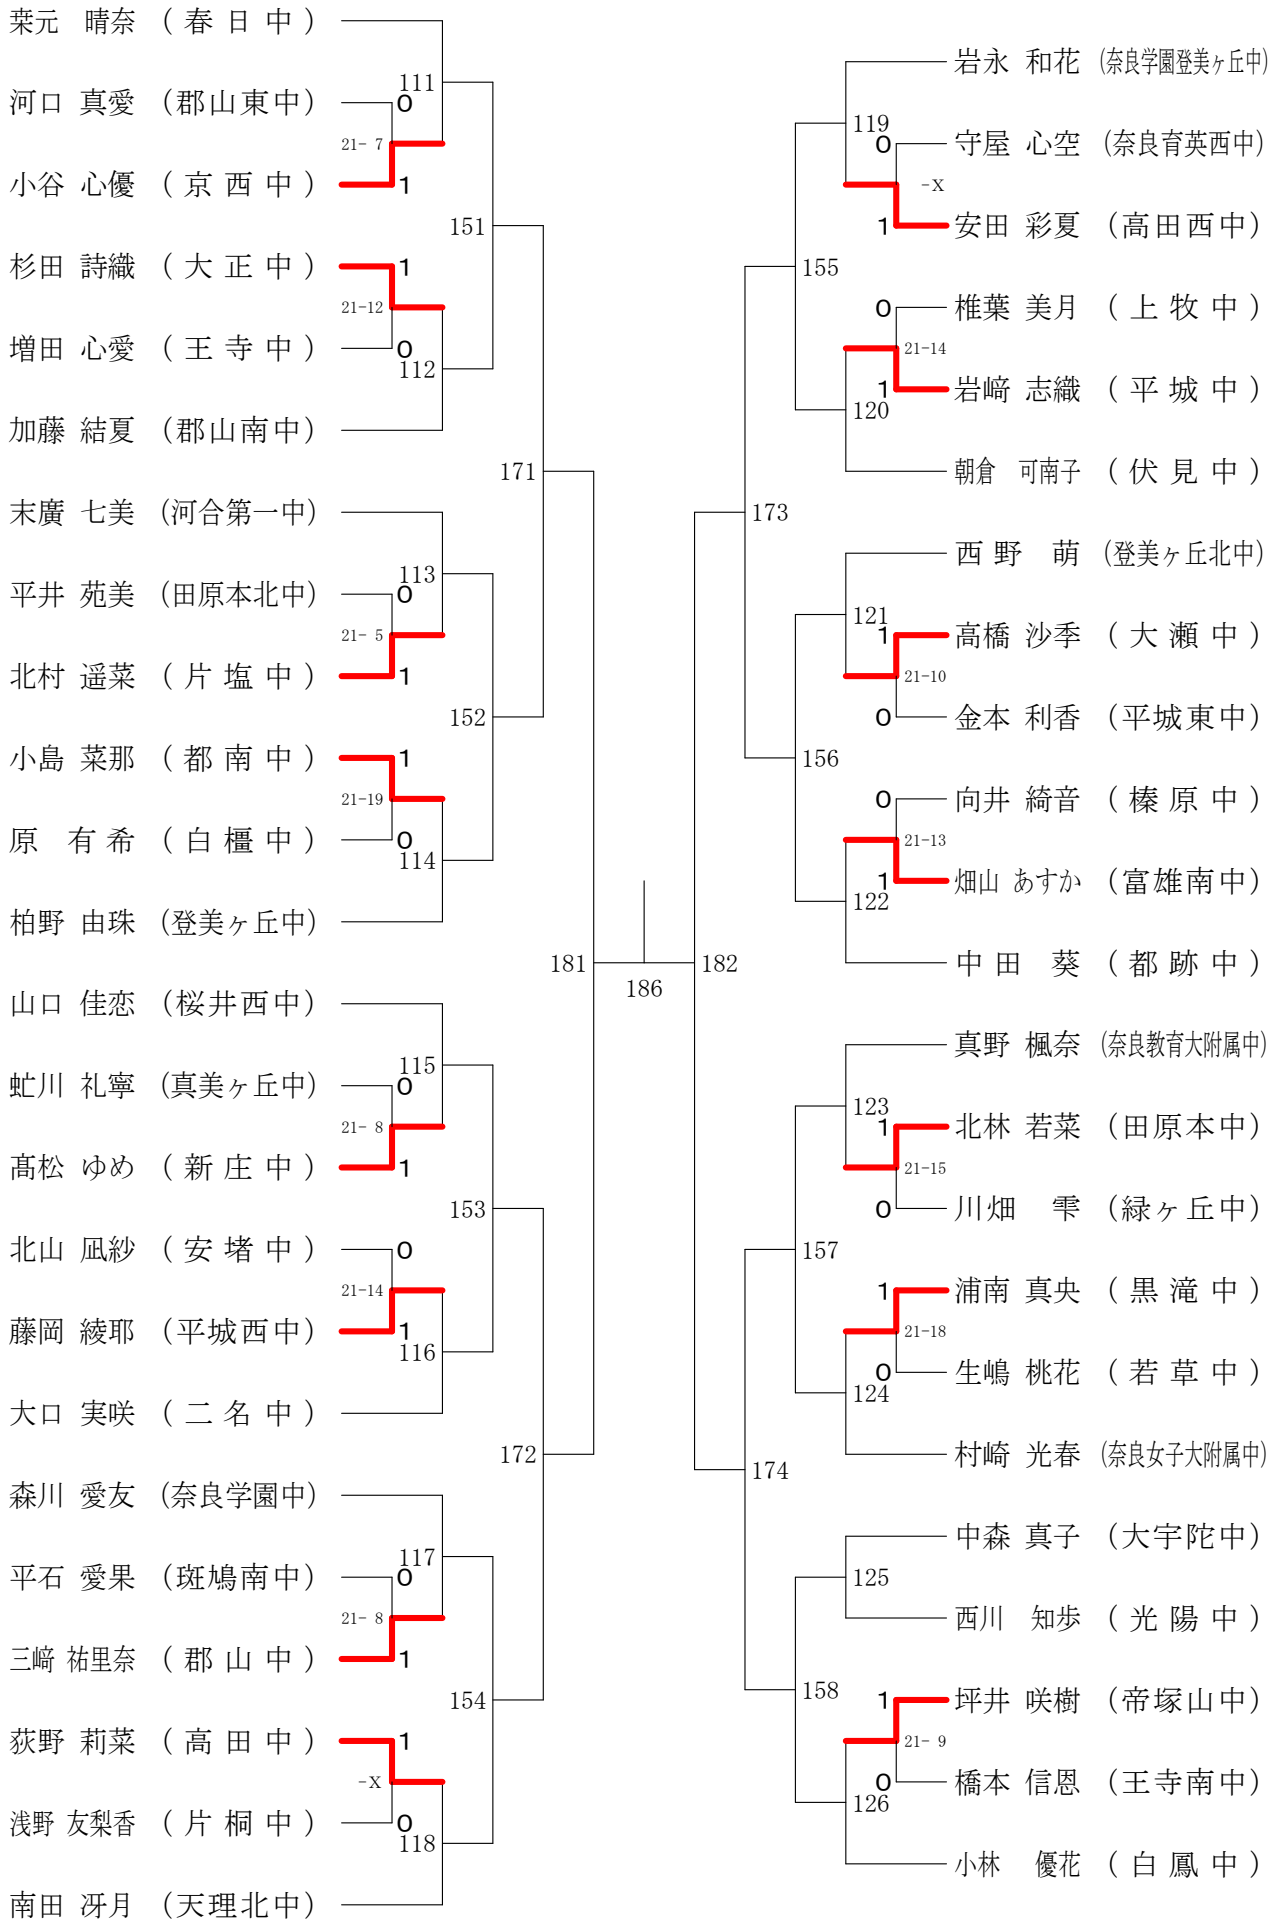 桒元 晴奈 (春日中)
111
河口 真愛 (郡山東中) 0
21- 7
小谷 心優 (京西中) 1
151
杉田 詩織 (大正中) 1
21-12
増田 心愛 (王寺中) 0
112
加藤 結夏 (郡山南中)
171
末廣 七美 (河合第一中)
113
平井 苑美 (田原本北中) 0
21- 5
北村 遥菜 (片塩中) 1
152
小島 菜那 (都南中) 1
21-19
原 有希 (白橿中) 0
114
柏野 由珠 (登美ヶ丘中)
181
山口 佳恋 (桜井西中)
115
虻川 礼寧 (真美ヶ丘中) 0
21- 8
髙松 ゆめ (新庄中) 1
153
北山 凪紗 (安堵中) 0
21-14
藤岡 綾耶 (平城西中) 1
116
大口 実咲 (二名中)
172
森川 愛友 (奈良学園中)
117
平石 愛果 (斑鳩南中) 0
21- 8
三﨑 祐里奈 (郡山中) 1
154
荻野 莉菜 (高田中) 1
-X
浅野 友梨香 (片桐中) 0
118
南田 冴月 (天理北中)
186
岩永 和花 (奈良学園登美ヶ丘中)
119
0 守屋 心空 (奈良育英西中)
-X
1 安田 彩夏 (高田西中)
155
0 椎葉 美月 (上牧中)
21-14
1 岩﨑 志織 (平城中)
120
朝倉 可南子 (伏見中)
173
西野 萌 (登美ヶ丘北中)
121
1 高橋 沙季 (大瀬中)
21-10
0 金本 利香 (平城東中)
156
0 向井 綺音 (榛原中)
21-13
1 畑山 あすか (富雄南中)
122
中田 葵 (都跡中)
182
真野 楓奈 (奈良教育大附属中)
123
1 北林 若菜 (田原本中)
21-15
0 川畑 雫 (緑ヶ丘中)
157
1 浦南 真央 (黒滝中)
21-18
0 生嶋 桃花 (若草中)
124
村崎 光春 (奈良女子大附属中)
174
中森 真子 (大宇陀中)
125
西川 知歩 (光陽中)
158
1 坪井 咲樹 (帝塚山中)
21- 9
0 橋本 信恩 (王寺南中)
126
小林 優花 (白鳳中)